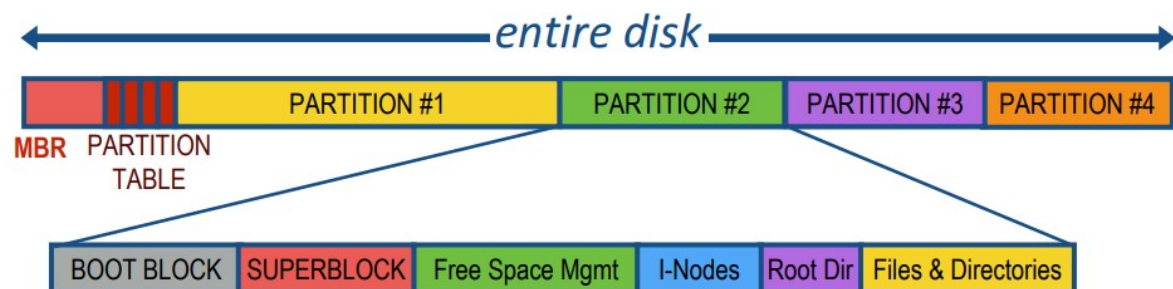 entire disk
PARTITION #1 PARTITION #2 PARTITION #3 PARTITION #4
MBR PARTITION
TABLE
BOOT BLOCK SUPERBLOCK Free Space Mgmt I-Nodes Root Dir Files & Directories